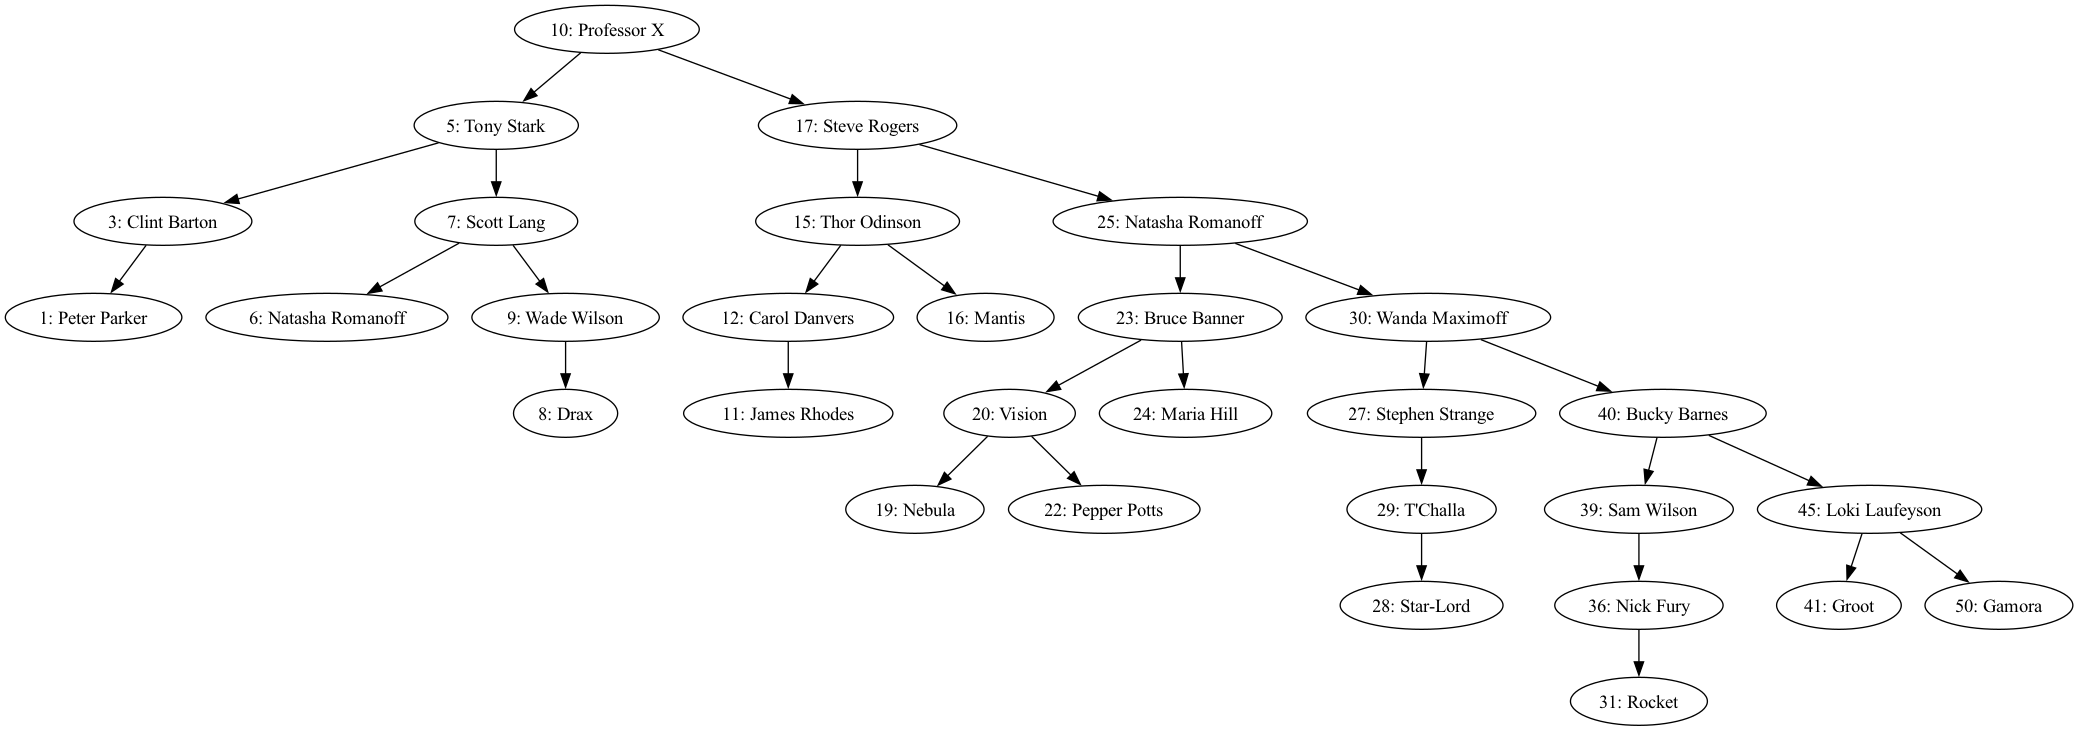 10: Professor X
5: Tony Stark
17: Steve Rogers
3: Clint Barton
7: Scott Lang
15: Thor Odinson
25: Natasha Romanoff
1: Peter Parker
6: Natasha Romanoff
9: Wade Wilson
12: Carol Danvers
16: Mantis
23: Bruce Banner
30: Wanda Maximoff
8: Drax
11: James Rhodes
20: Vision
24: Maria Hill
27: Stephen Strange
40: Bucky Barnes
19: Nebula
22: Pepper Potts
29: T'Challa
39: Sam Wilson
45: Loki Laufeyson
28: Star-Lord
36: Nick Fury
41: Groot
50: Gamora
31: Rocket